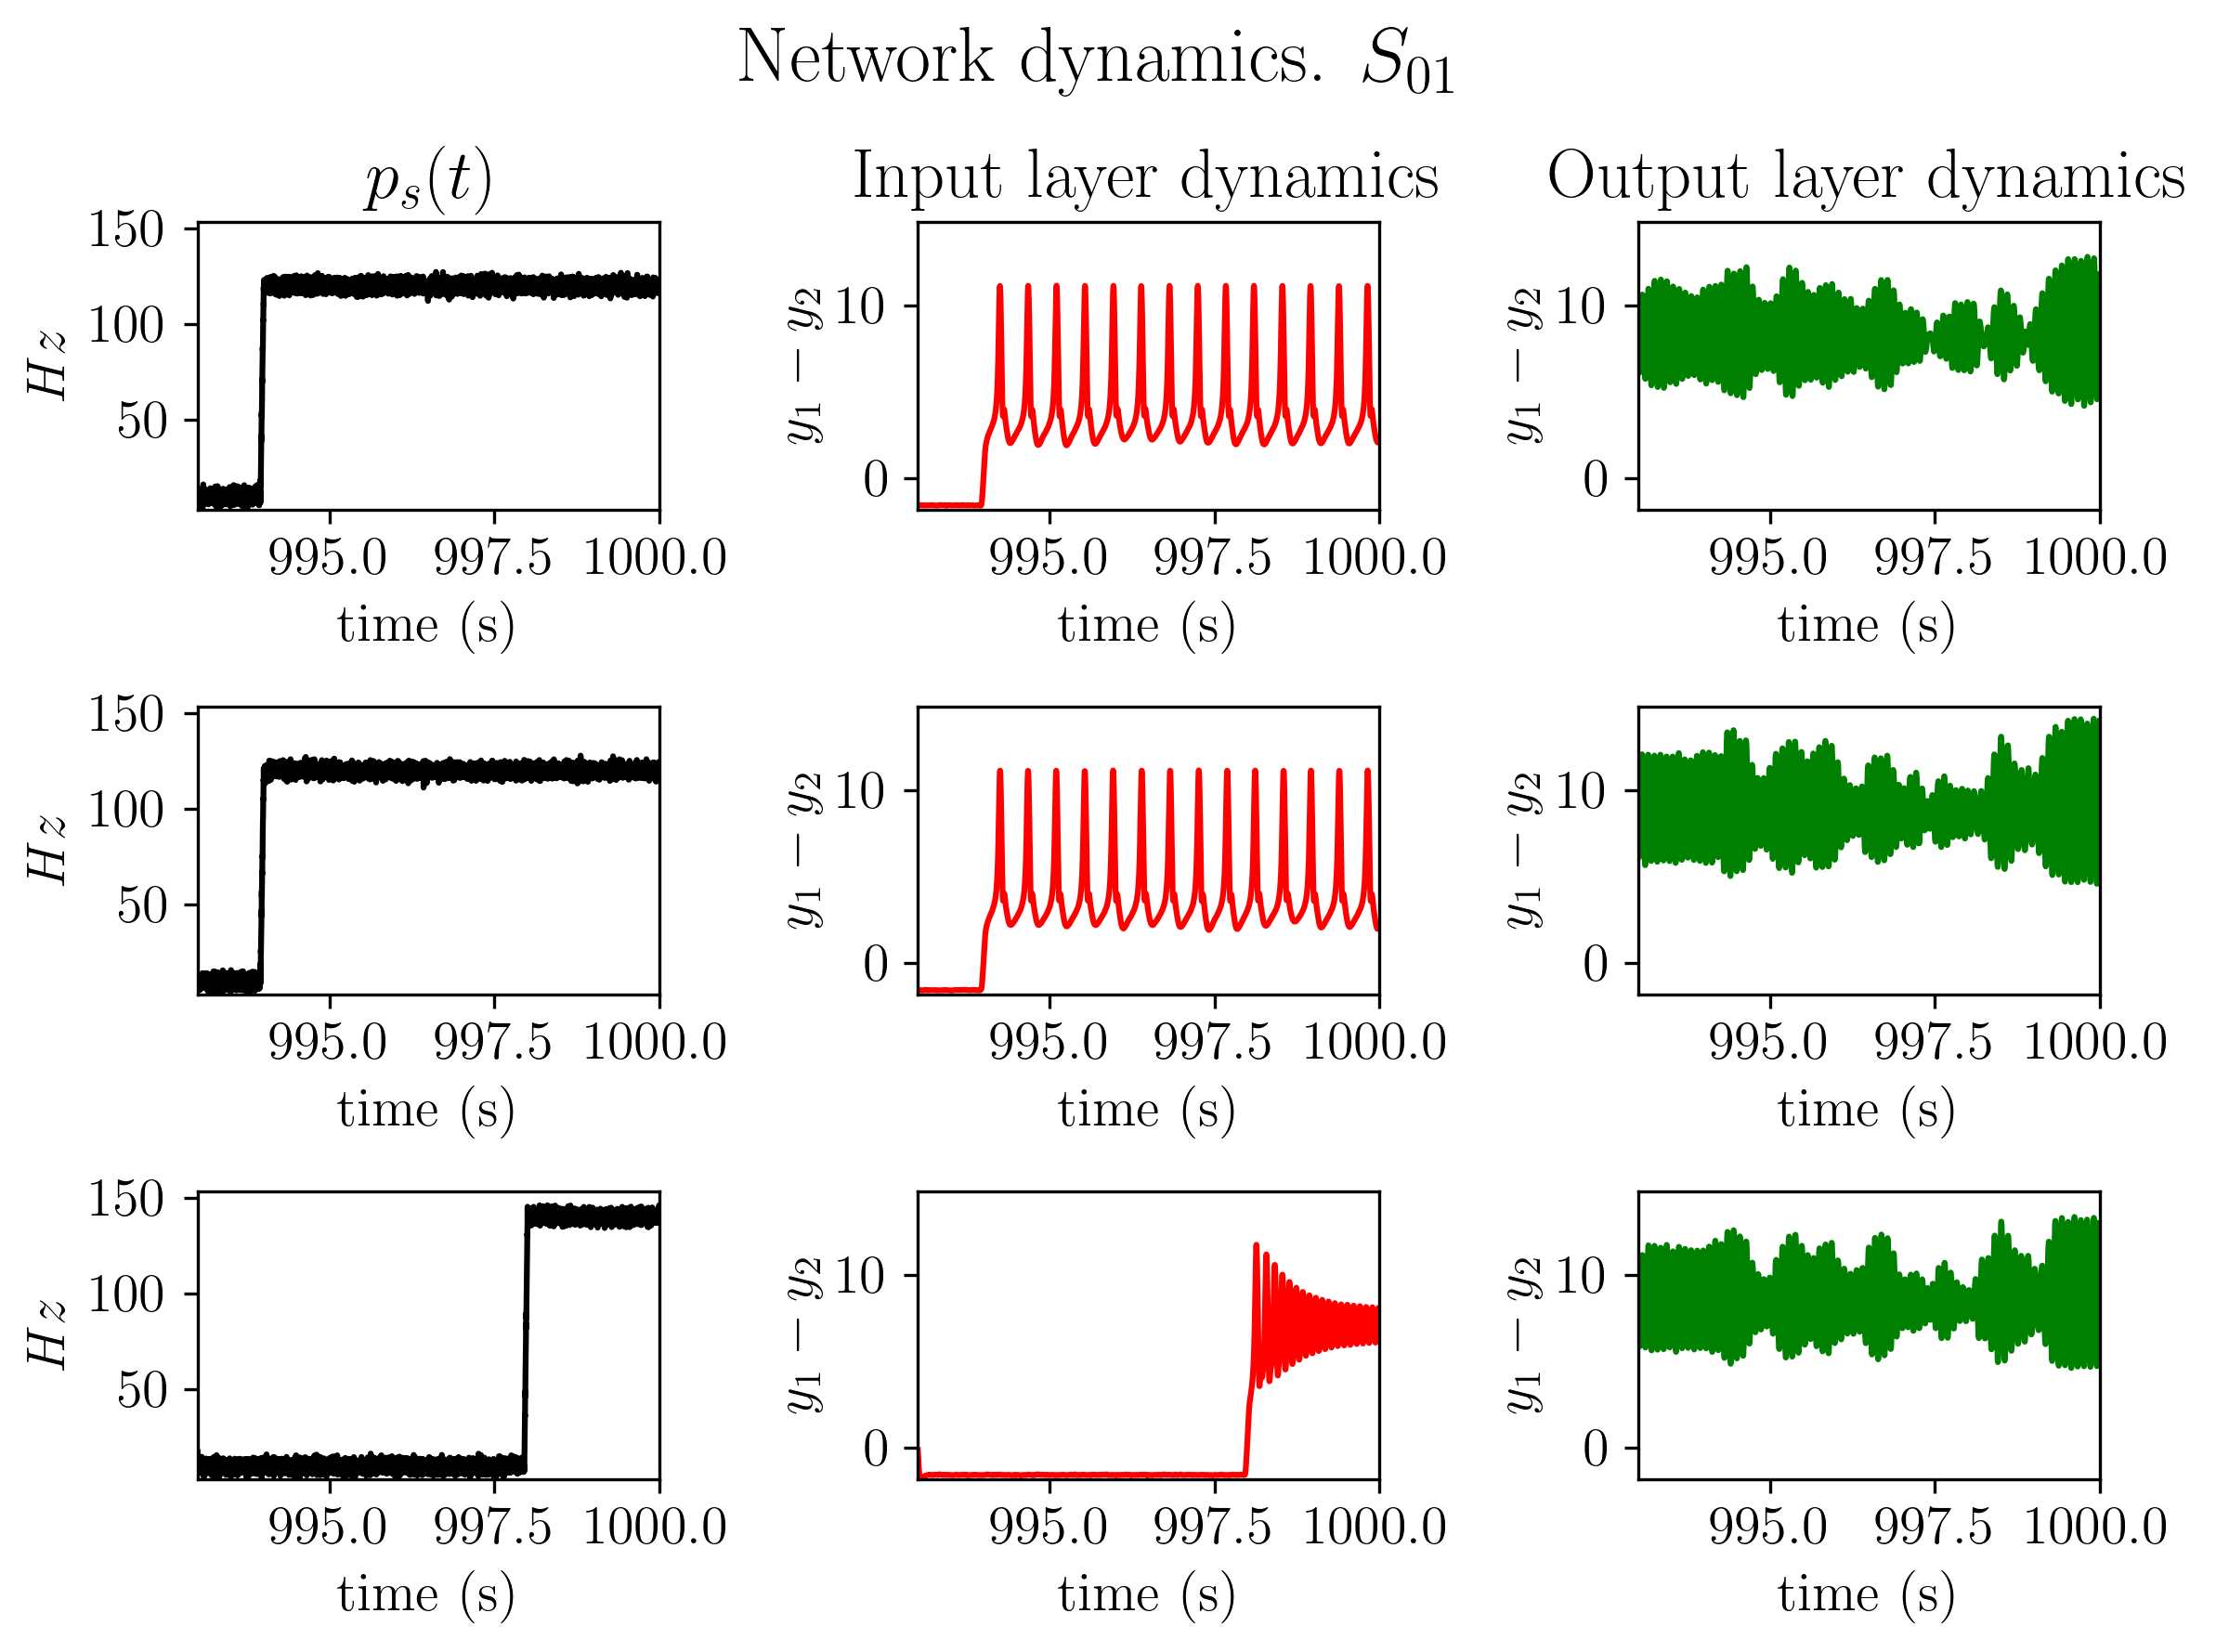 Network dynamics. S₀₁
pₛ(t)
Input layer dynamics
Output layer dynamics
150
100
50
Hz
995.0 997.5 1000.0
time (s)
10
0
y₁ − y₂
995.0 997.5 1000.0
time (s)
10
0
y₁ − y₂
995.0 997.5 1000.0
time (s)
150
100
50
Hz
995.0 997.5 1000.0
time (s)
10
0
y₁ − y₂
995.0 997.5 1000.0
time (s)
10
0
y₁ − y₂
995.0 997.5 1000.0
time (s)
150
100
50
Hz
995.0 997.5 1000.0
time (s)
10
0
y₁ − y₂
995.0 997.5 1000.0
time (s)
10
0
y₁ − y₂
995.0 997.5 1000.0
time (s)